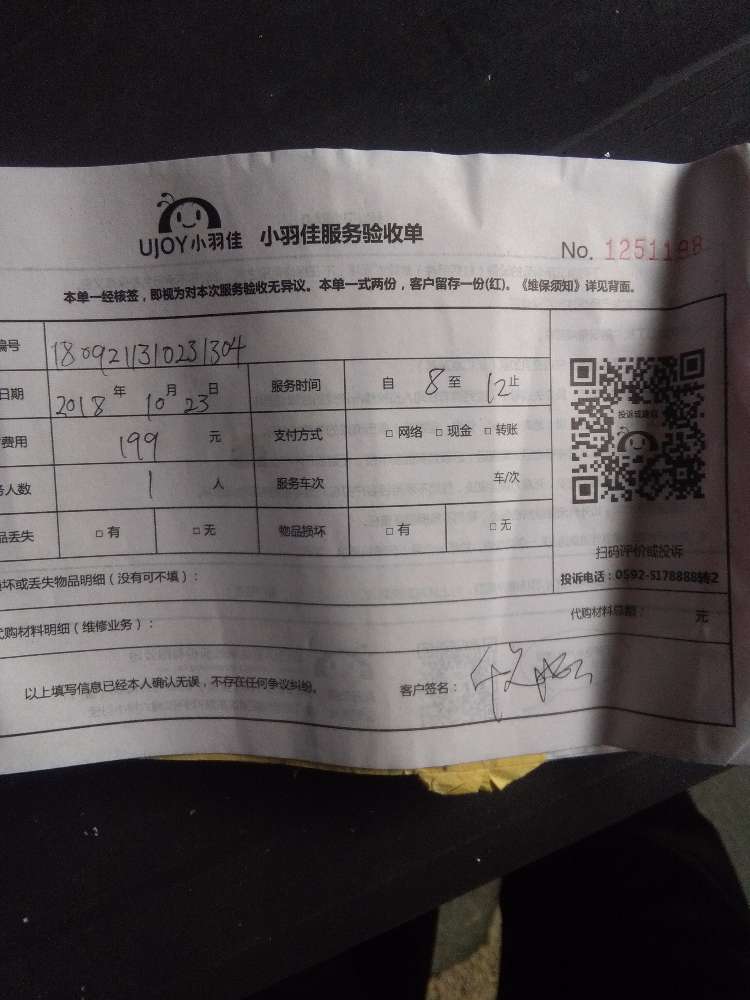 UJOY小羽佳 小羽佳服务验收单
No. 1251198
本单一经核签，即视为对本次服务验收无异议。本单一式两份，客户留存一份(红)。《维保须知》详见背面。
编号 1809211310231304
日期 2018 年 10 月 23 日 服务时间 自 8 至 12 止
费用 199 元 支付方式 □ 网络 □ 现金 □ 转账
务人数 1 人 服务车次 车/次
品丢失 □ 有 □ 无 物品损坏 □ 有 □ 无
投诉或建议
扫码评价或投诉
投诉电话：0592-5178888转2
损坏或丢失物品明细（没有可不填）：
代购材料明细（维修业务）： 代购材料总额： 元
以上填写信息已经本人确认无误，不存在任何争议纠纷。 客户签名：